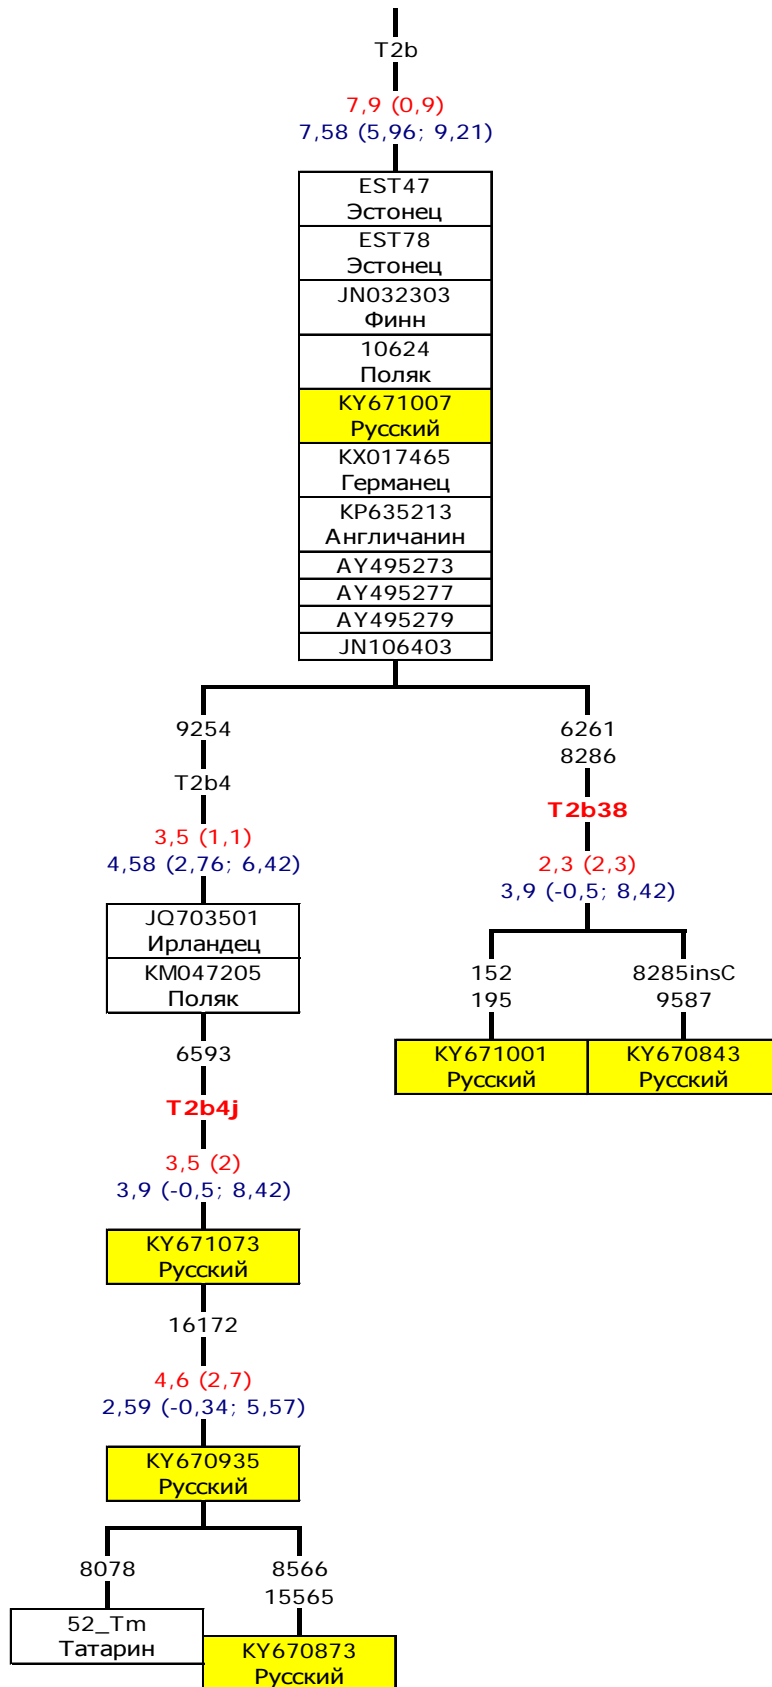 T2b
7,9 (0,9)
7,58 (5,96; 9,21)
EST47
Эстонец
EST78
Эстонец
JN032303
Финн
10624
Поляк
KY671007
Русский
KX017465
Германец
KP635213
Англичанин
AY495273
AY495277
AY495279
JN106403
9254
T2b4
3,5 (1,1)
4,58 (2,76; 6,42)
JQ703501
Ирландец
KM047205
Поляк
6593
T2b4j
3,5 (2)
3,9 (-0,5; 8,42)
KY671073
Русский
16172
4,6 (2,7)
2,59 (-0,34; 5,57)
KY670935
Русский
8078
52_Tm
Татарин
8566
15565
KY670873
Русский
6261
8286
T2b38
2,3 (2,3)
3,9 (-0,5; 8,42)
152
195
KY671001
Русский
8285insC
9587
KY670843
Русский